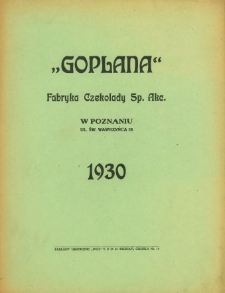 „GOPLANA“
Fabryka Czekolady Sp. Akc.
W POZNANIU
UL. ŚW. WAWRZYŃCA
1930